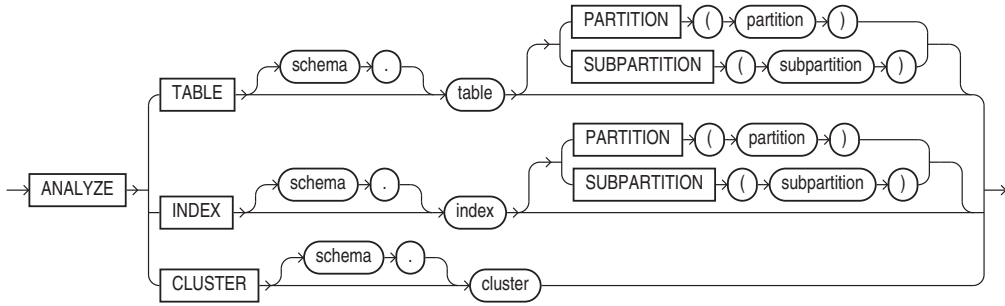 PARTITION ( partition )
schema . SUBPARTITION ( subpartition )
TABLE table
PARTITION ( partition )
schema . SUBPARTITION ( subpartition )
ANALYZE
INDEX index
schema .
CLUSTER cluster